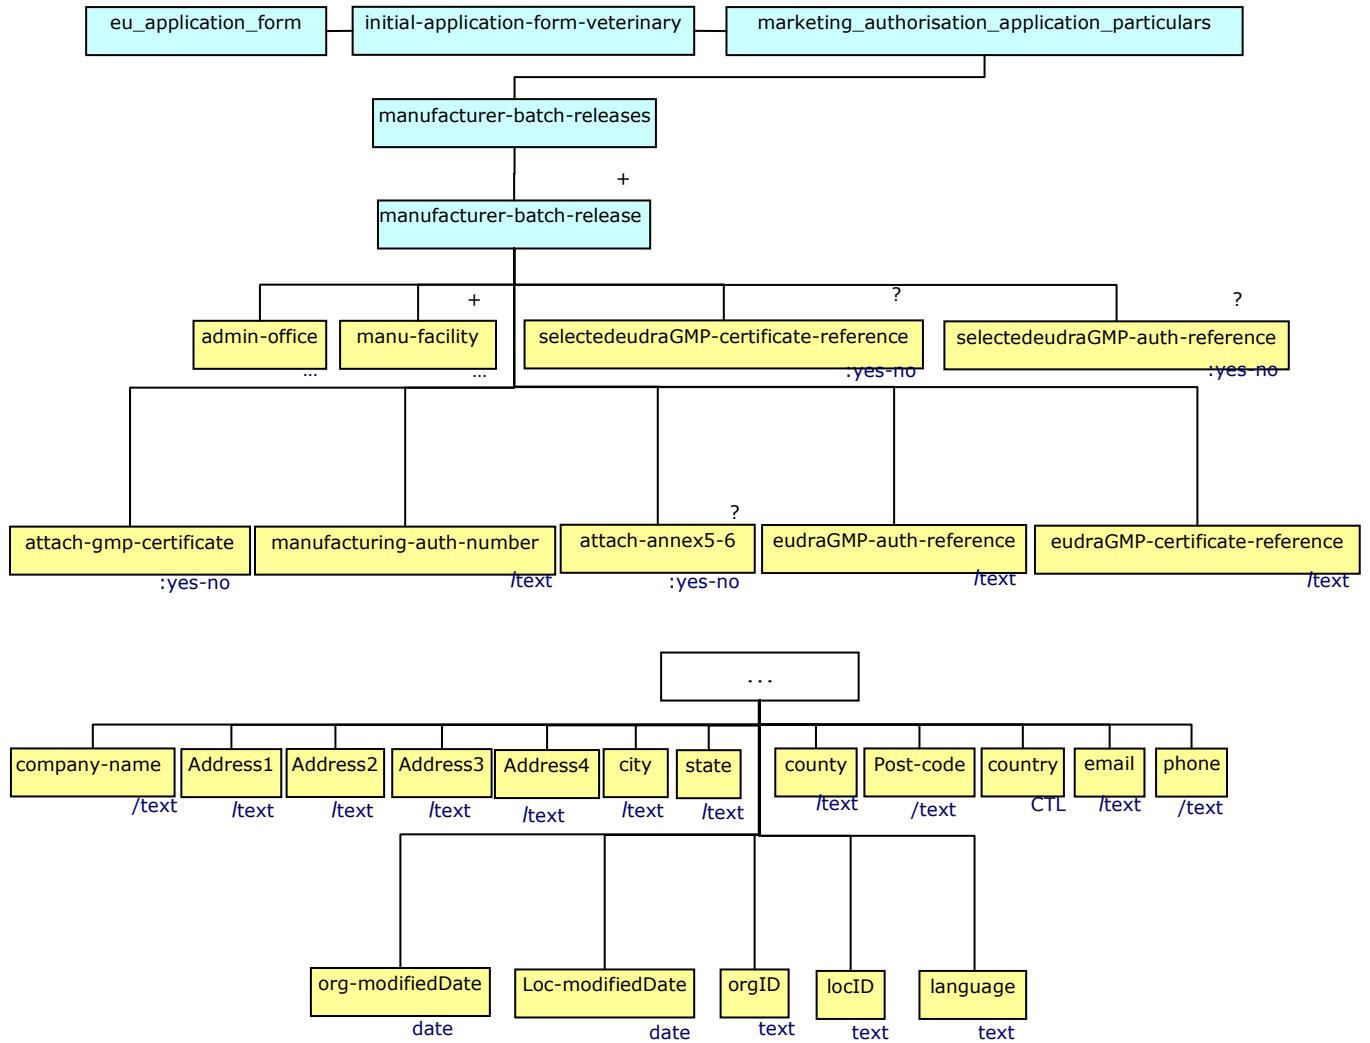 eu_application_form
initial-application-form-veterinary
marketing_authorisation_application_particulars
manufacturer-batch-releases
+
manufacturer-batch-release
+
?
?
admin-office
manu-facility
selectedeudraGMP-certificate-reference
selectedeudraGMP-auth-reference
...
...
:yes-no
:yes-no
?
attach-gmp-certificate
manufacturing-auth-number
attach-annex5-6
eudraGMP-auth-reference
eudraGMP-certificate-reference
:yes-no
/text
:yes-no
/text
/text
...
company-name
Address1
Address2
Address3
Address4
city
state
county
Post-code
country
email
phone
/text
/text
/text
/text
/text
/text
/text
/text
/text
CTL
/text
/text
org-modifiedDate
Loc-modifiedDate
orgID
locID
language
date
date
text
text
text